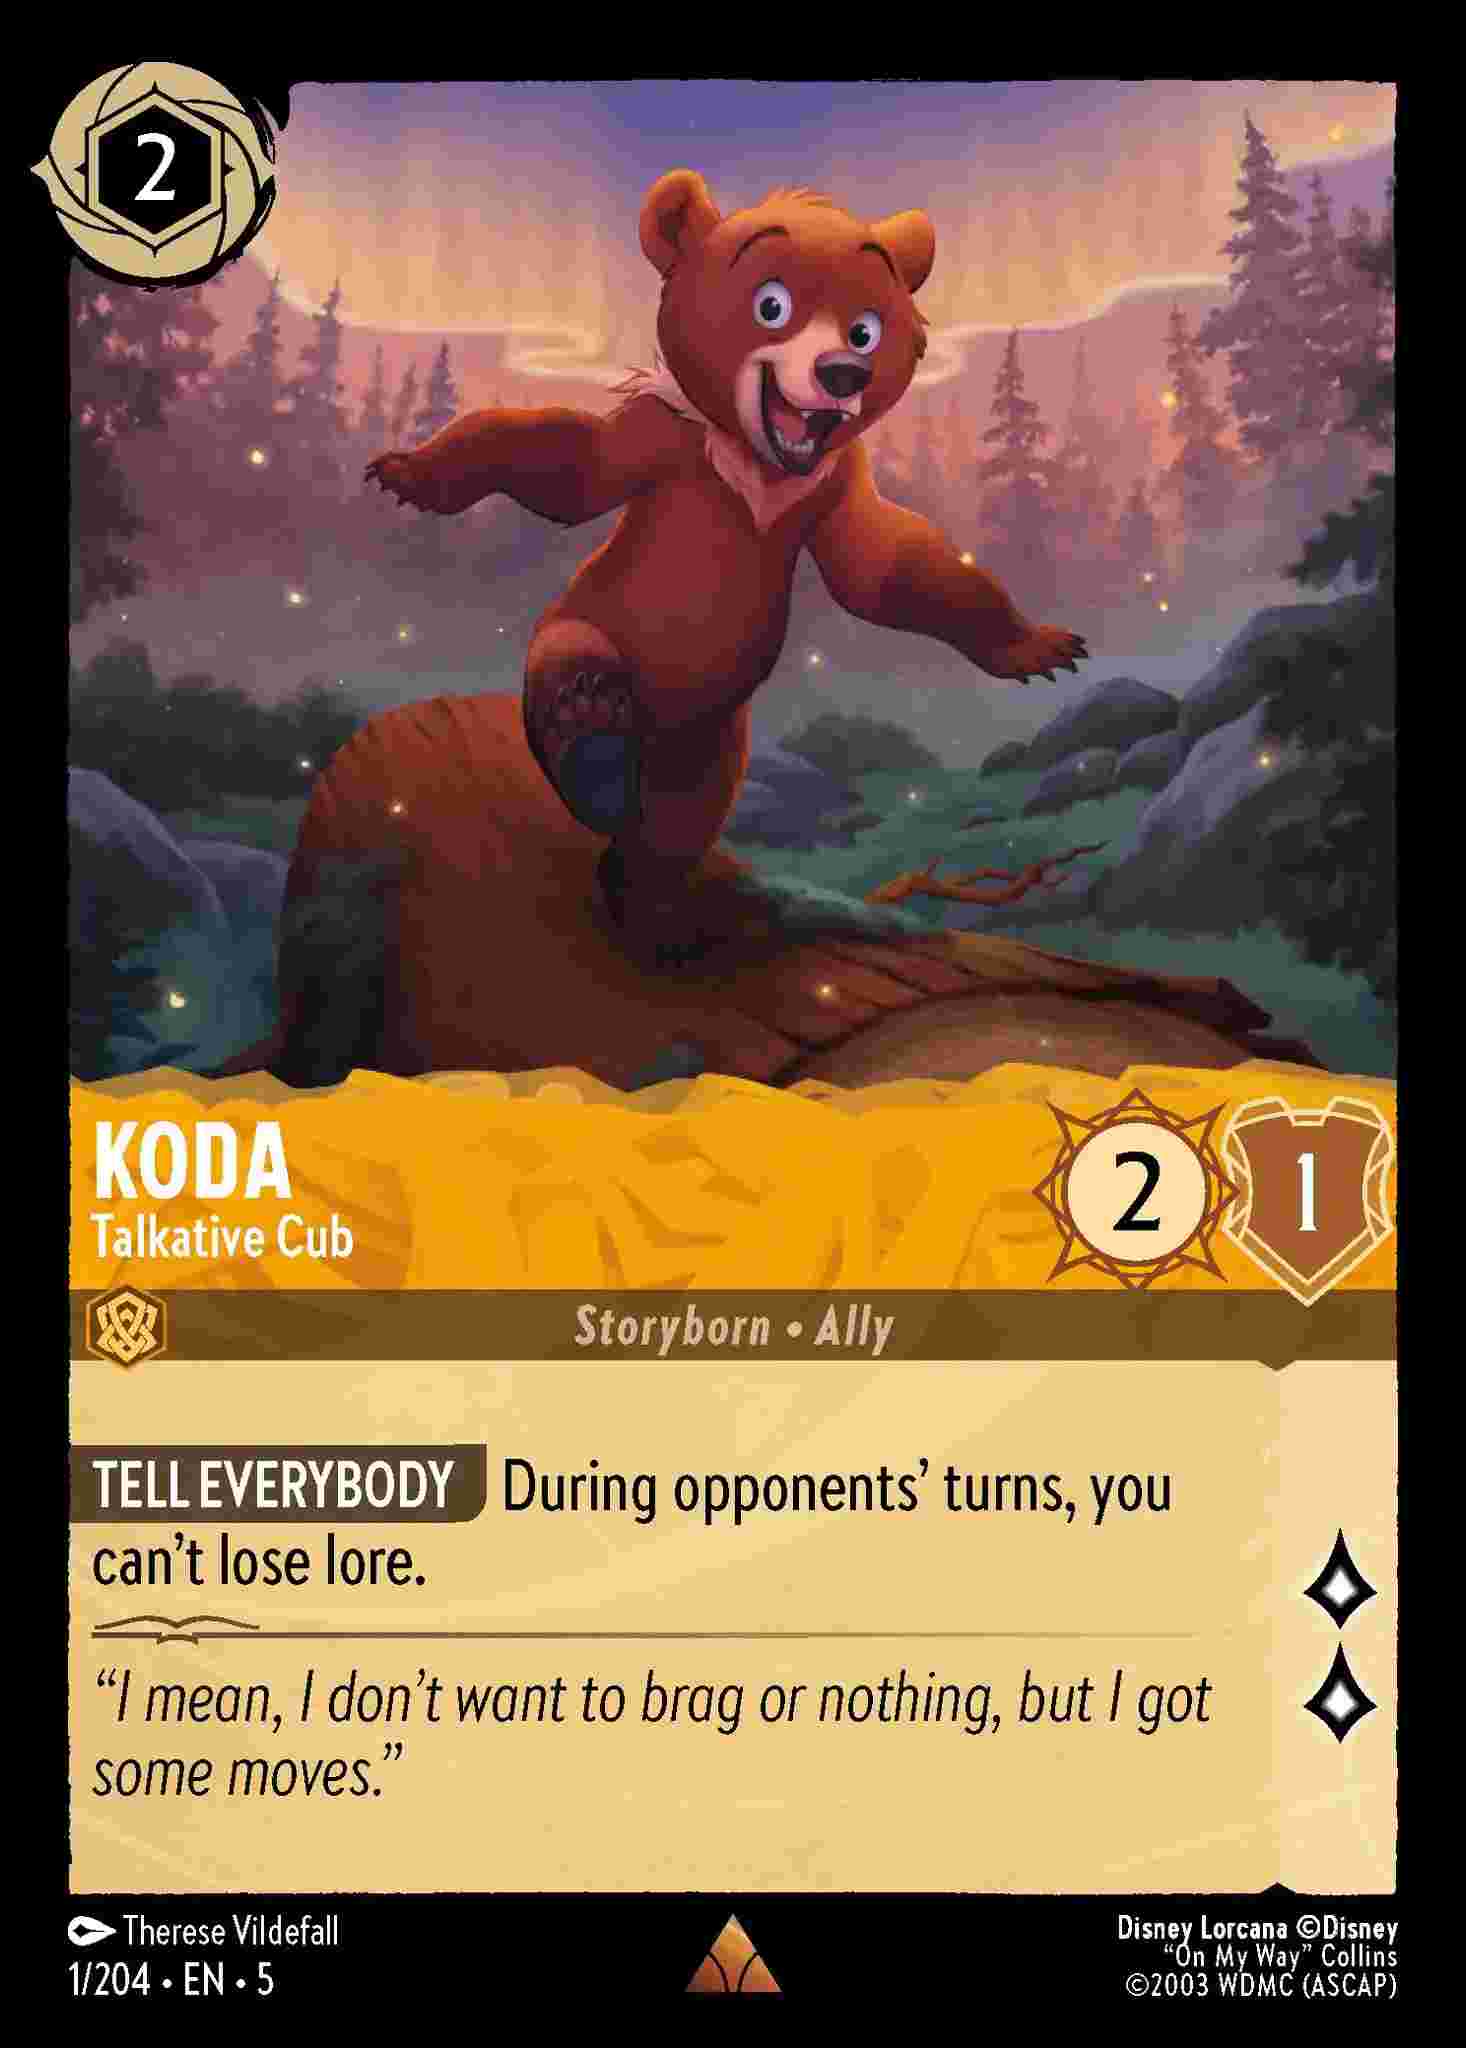 2
KODA
Talkative Cub
2
1
Storyborn • Ally
TELL EVERYBODY During opponents’ turns, you
can’t lose lore.
“I mean, I don’t want to brag or nothing, but I got
some moves.”
Therese Vildefall
1/204 • EN • 5
Disney Lorcana ©Disney
“On My Way” Collins
©2003 WDMC (ASCAP)